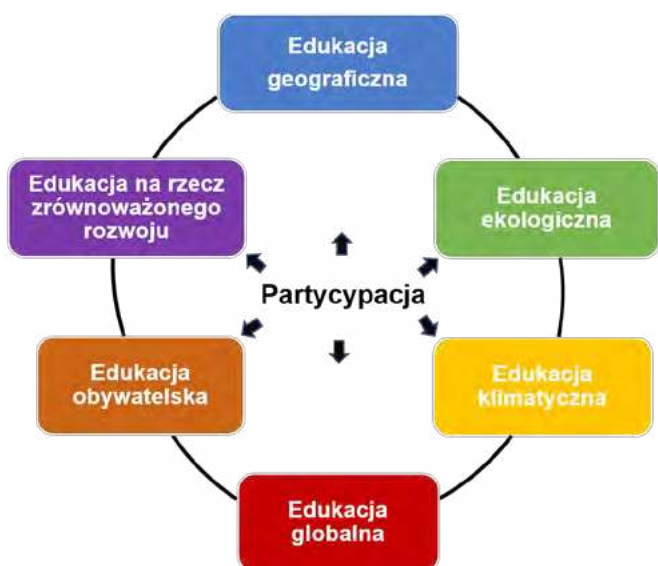 Edukacja
geograficzna
Edukacja na rzecz
zrównoważonego
rozwoju
Edukacja
ekologiczna
Partycypacja
Edukacja
obywatelska
Edukacja
klimatyczna
Edukacja
globalna